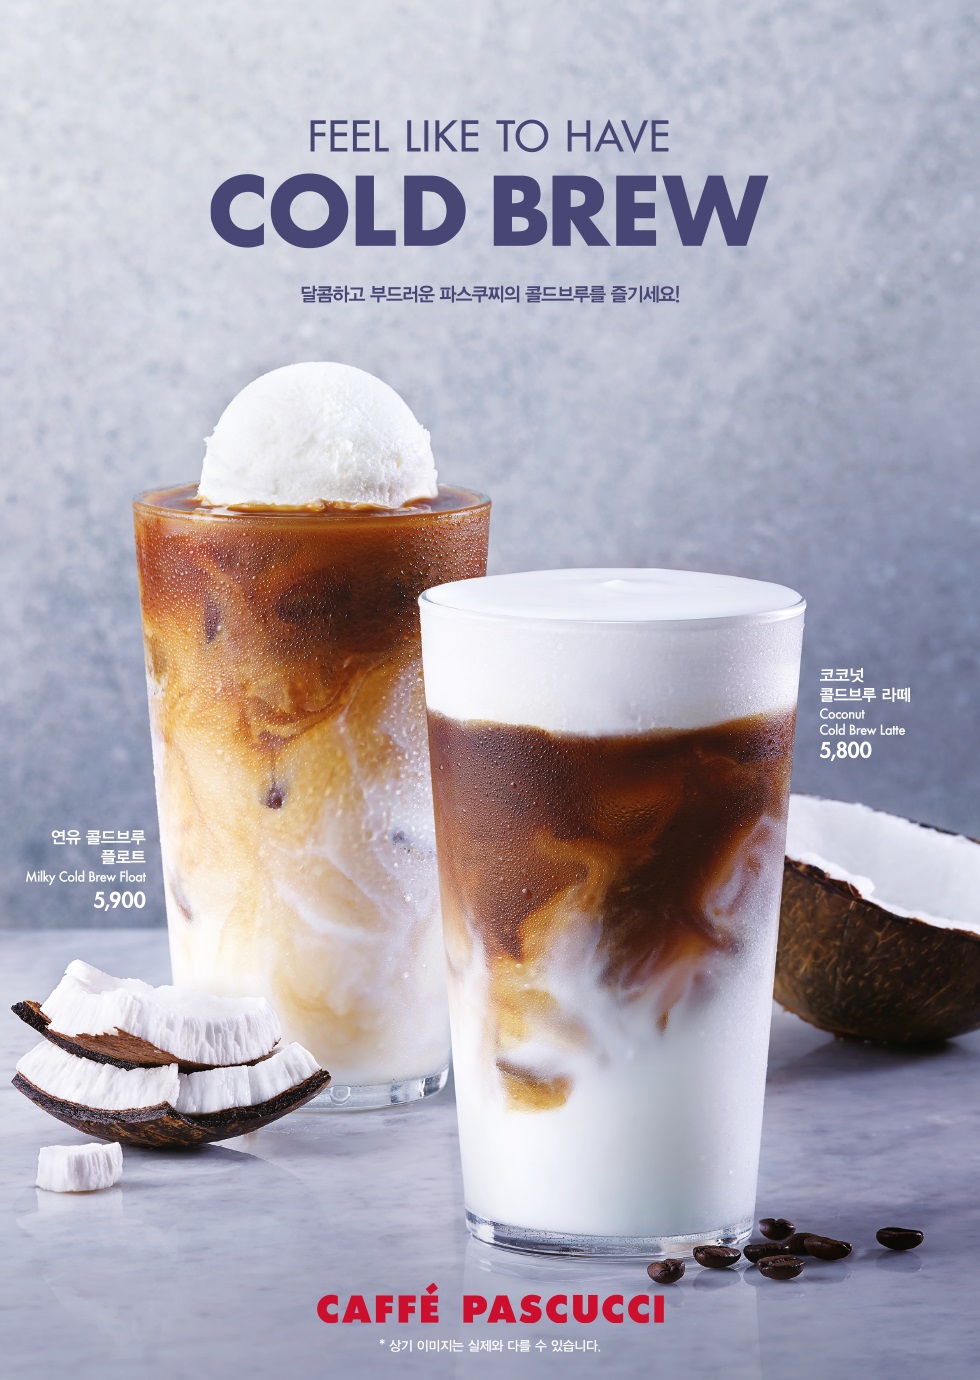 FEEL LIKE TO HAVE
COLD BREW
달콤하고 부드러운 파스쿠찌의 콜드브루를 즐기세요!
코코넛
콜드브루 라떼
Coconut
Cold Brew Latte
5,800
연유 콜드브루
플로트
Milky Cold Brew Float
5,900
CAFFÉ PASCUCCI
* 상기 이미지는 실제와 다를 수 있습니다.